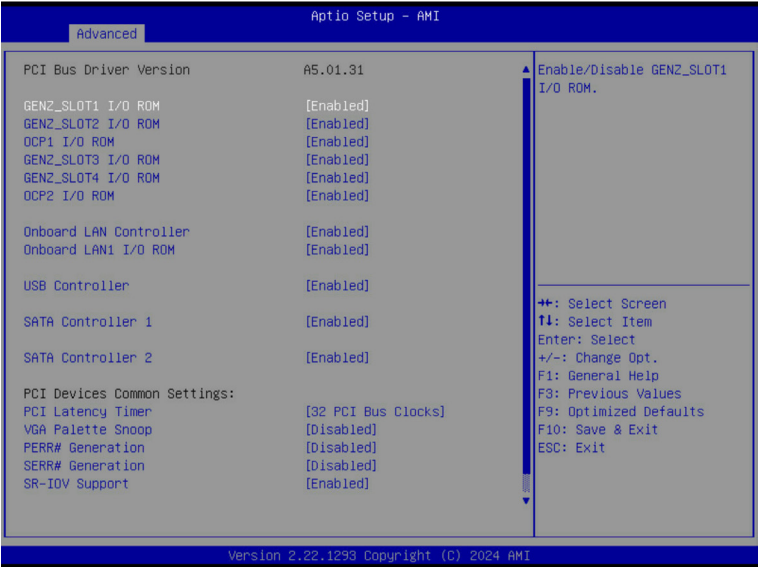 Aptio Setup – AMI
Advanced
PCI Bus Driver Version A5.01.31
GENZ_SLOT1 I/O ROM [Enabled]
GENZ_SLOT2 I/O ROM [Enabled]
OCP1 I/O ROM [Enabled]
GENZ_SLOT3 I/O ROM [Enabled]
GENZ_SLOT4 I/O ROM [Enabled]
OCP2 I/O ROM [Enabled]
Onboard LAN Controller [Enabled]
Onboard LAN1 I/O ROM [Enabled]
USB Controller [Enabled]
SATA Controller 1 [Enabled]
SATA Controller 2 [Enabled]
PCI Devices Common Settings:
PCI Latency Timer [32 PCI Bus Clocks]
VGA Palette Snoop [Disabled]
PERR# Generation [Disabled]
SERR# Generation [Disabled]
SR-IOV Support [Enabled]
Enable/Disable GENZ_SLOT1
I/O ROM.
→←: Select Screen
↑↓: Select Item
Enter: Select
+/-: Change Opt.
F1: General Help
F3: Previous Values
F9: Optimized Defaults
F10: Save & Exit
ESC: Exit
Version 2.22.1293 Copyright (C) 2024 AMI